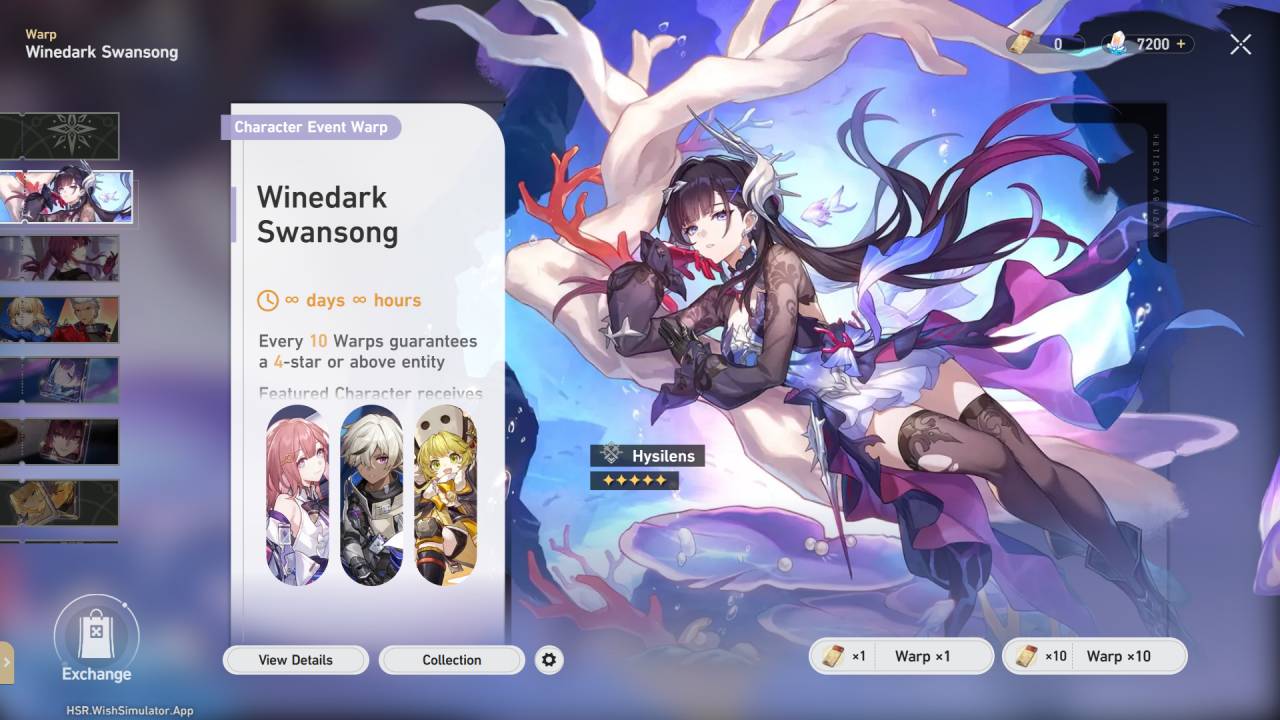 Warp
Winedark Swansong
0
7200 +
Character Event Warp
Winedark
Swansong
∞ days ∞ hours
Every 10 Warps guarantees
a 4-star or above entity
Featured Character receives
Hysilens
Exchange
View Details
Collection
×1 Warp ×1
×10 Warp ×10
HSR.WishSimulator.App